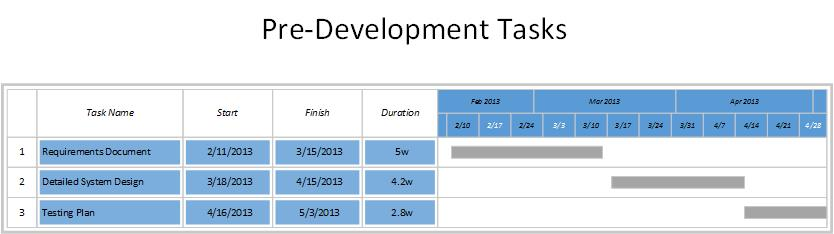 Pre-Development Tasks
Task Name Start Finish Duration Feb 2013 Mar 2013 Apr 2013
2/10 2/17 2/24 3/3 3/10 3/17 3/24 3/31 4/7 4/14 4/21 4/28
1 Requirements Document 2/11/2013 3/15/2013 5w
2 Detailed System Design 3/18/2013 4/15/2013 4.2w
3 Testing Plan 4/16/2013 5/3/2013 2.8w